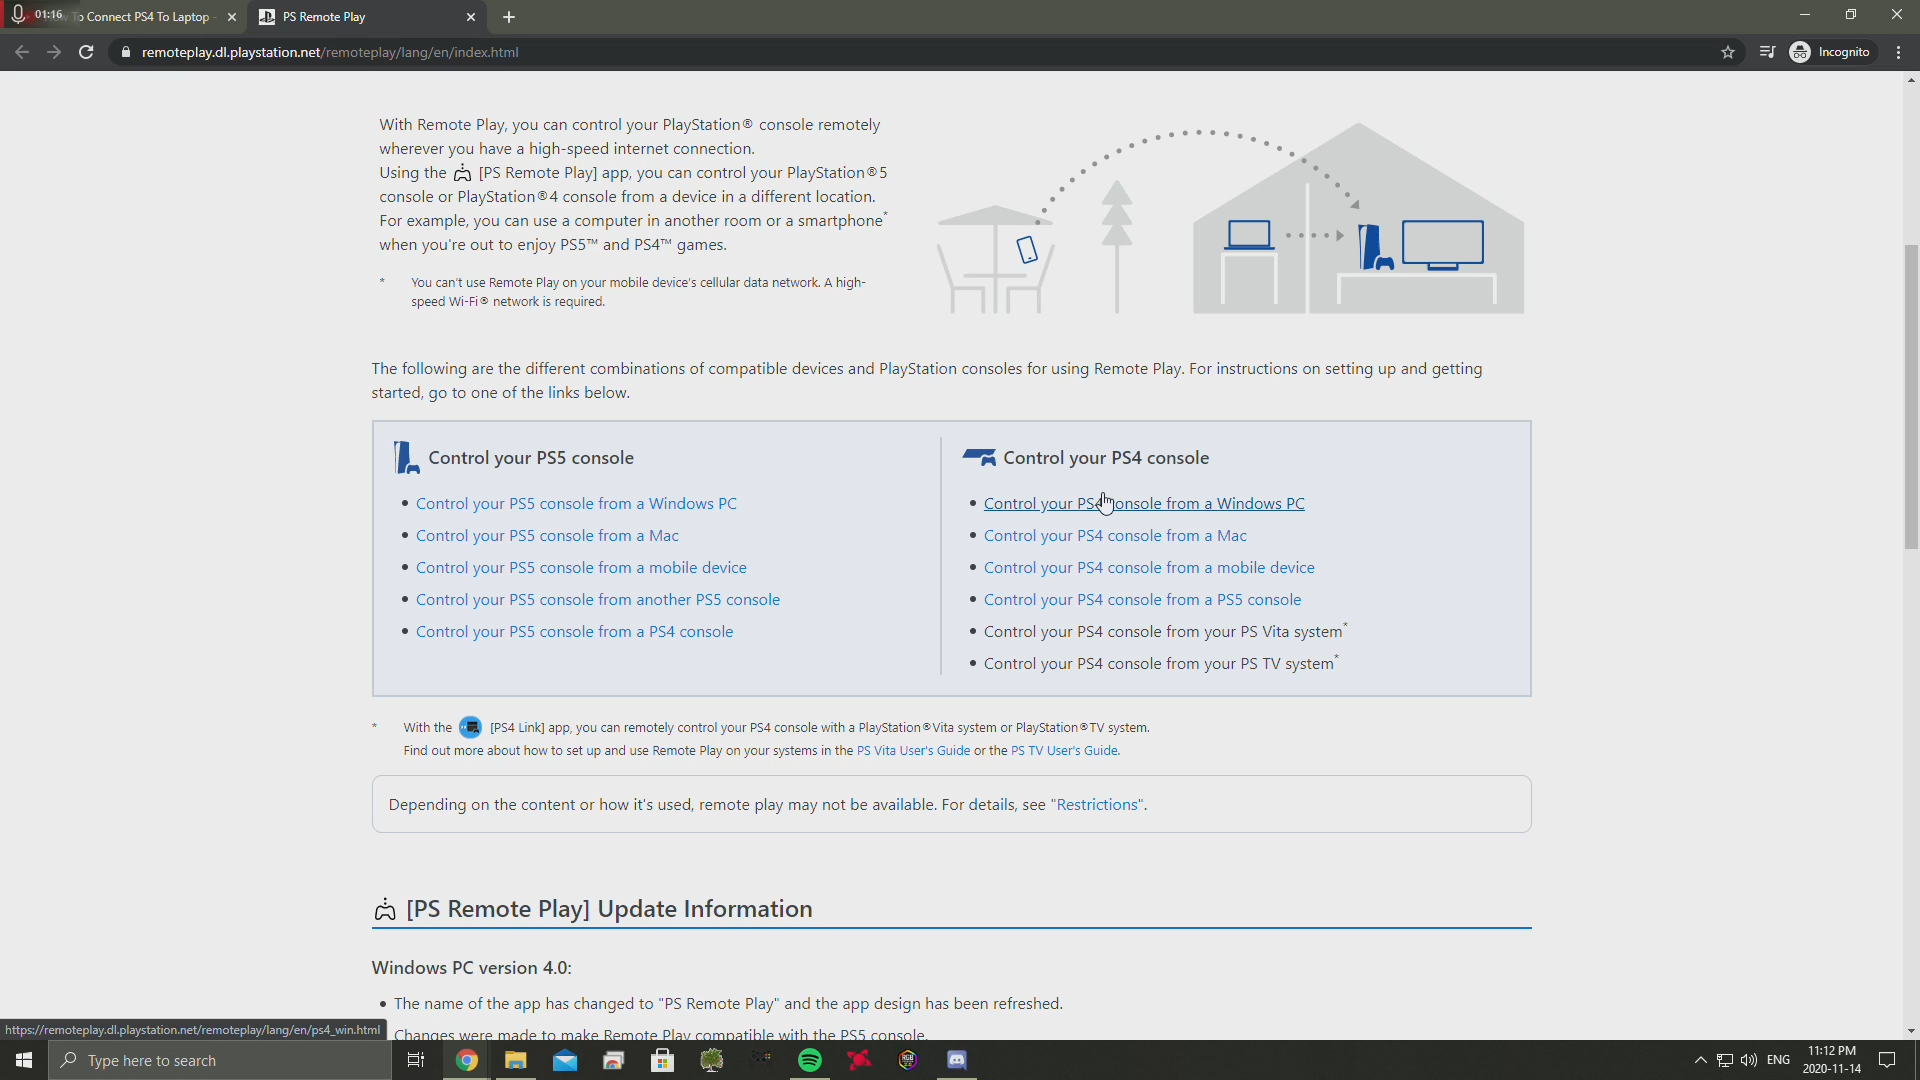 01:16
To Connect PS4 To Laptop -
PS Remote Play
remoteplay.dl.playstation.net/remoteplay/lang/en/index.html
Incognito
With Remote Play, you can control your PlayStation® console remotely
wherever you have a high-speed internet connection.
Using the [PS Remote Play] app, you can control your PlayStation®5
console or PlayStation®4 console from a device in a different location.
For example, you can use a computer in another room or a smartphone*
when you're out to enjoy PS5™ and PS4™ games.
* You can't use Remote Play on your mobile device's cellular data network. A high-
speed Wi-Fi® network is required.
The following are the different combinations of compatible devices and PlayStation consoles for using Remote Play. For instructions on setting up and getting
started, go to one of the links below.
Control your PS5 console
• Control your PS5 console from a Windows PC
• Control your PS5 console from a Mac
• Control your PS5 console from a mobile device
• Control your PS5 console from another PS5 console
• Control your PS5 console from a PS4 console
Control your PS4 console
• Control your PS4 console from a Windows PC
• Control your PS4 console from a Mac
• Control your PS4 console from a mobile device
• Control your PS4 console from a PS5 console
• Control your PS4 console from your PS Vita system*
• Control your PS4 console from your PS TV system*
* With the [PS4 Link] app, you can remotely control your PS4 console with a PlayStation®Vita system or PlayStation®TV system.
Find out more about how to set up and use Remote Play on your systems in the PS Vita User's Guide or the PS TV User's Guide.
Depending on the content or how it's used, remote play may not be available. For details, see "Restrictions".
[PS Remote Play] Update Information
Windows PC version 4.0:
• The name of the app has changed to "PS Remote Play" and the app design has been refreshed.
Changes were made to make Remote Play compatible with the PS5 console.
https://remoteplay.dl.playstation.net/remoteplay/lang/en/ps4_win.html
Type here to search
ENG
11:12 PM
2020-11-14